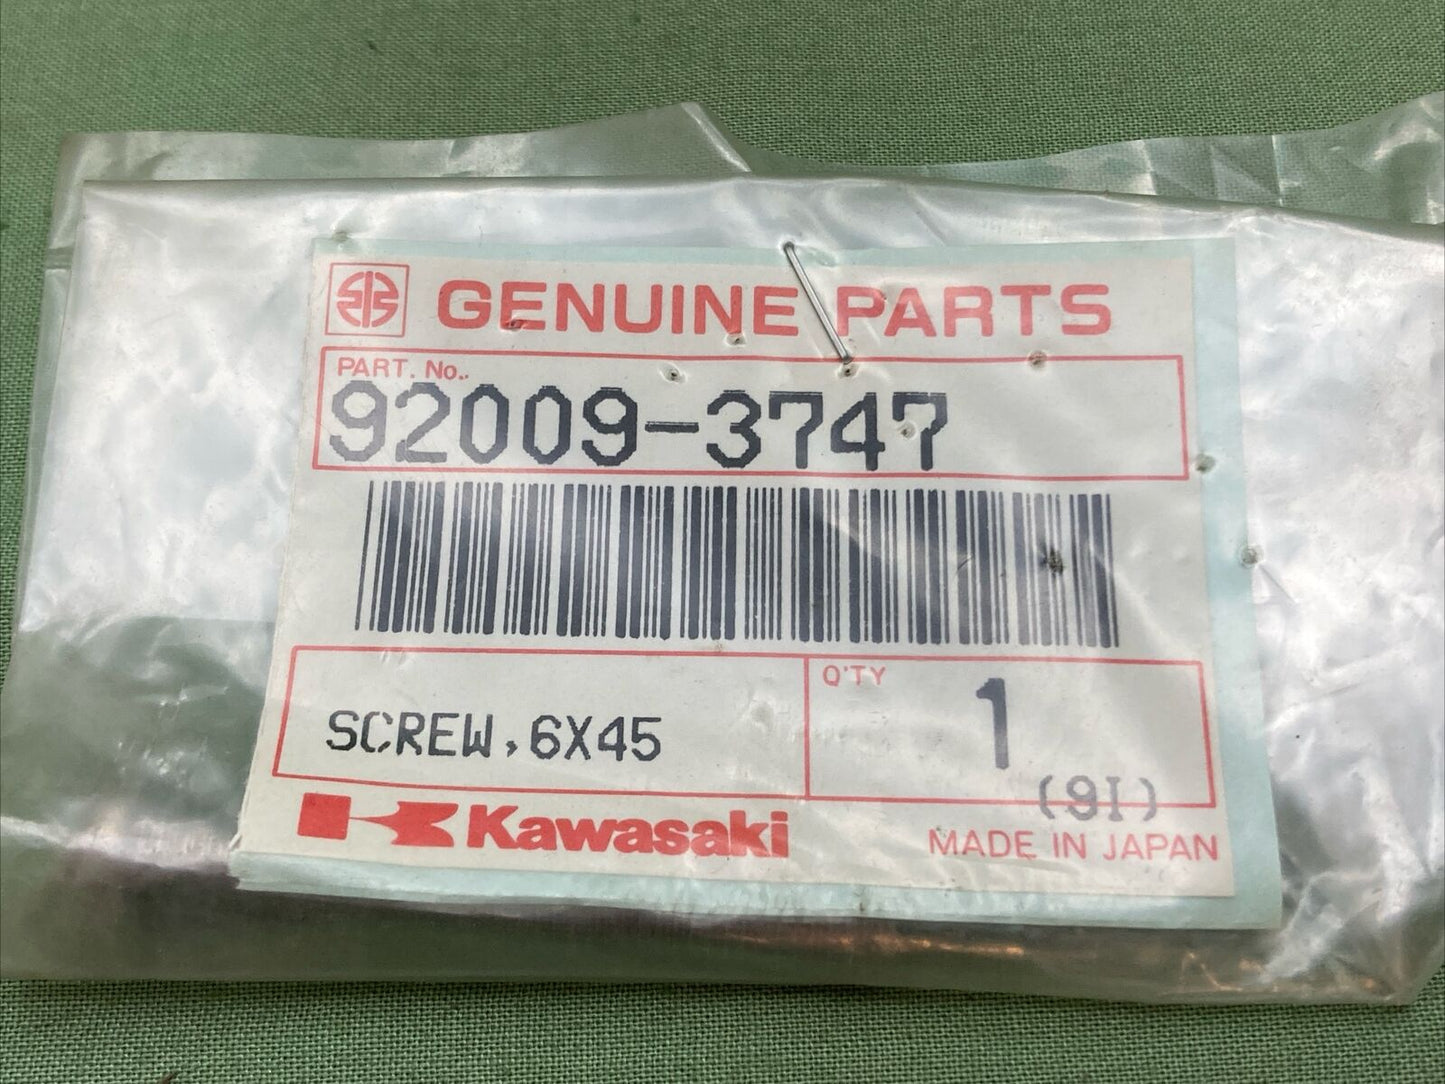 GENUINE PARTS
PART. No..
92009-3747
SCREW,6X45
Q'TY
1
(9I)
Kawasaki
MADE IN JAPAN